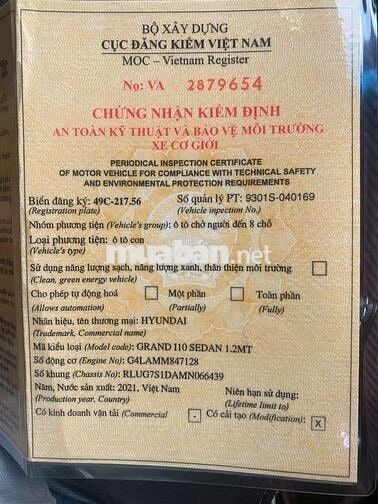 BỘ XÂY DỰNG
CỤC ĐĂNG KIỂM VIỆT NAM
MOC – Vietnam Register
No: VA 2879654
CHỨNG NHẬN KIỂM ĐỊNH
AN TOÀN KỸ THUẬT VÀ BẢO VỆ MÔI TRƯỜNG
XE CƠ GIỚI
PERIODICAL INSPECTION CERTIFICATE
OF MOTOR VEHICLE FOR COMPLIANCE WITH TECHNICAL SAFETY
AND ENVIRONMENTAL PROTECTION REQUIREMENTS
Biển đăng ký: 49C-217.56 Số quản lý PT: 9301S-040169
(Registration plate) (Vehicle inpection No.)
Nhóm phương tiện (Vehicle's group): ô tô chở người đến 8 chỗ
Loại phương tiện: ô tô con
(Vehicle's type)
muaban.net
Sử dụng năng lượng sạch, năng lượng xanh, thân thiện môi trường
(Clean, green energy vehicle)
Cho phép tự động hoá Một phần Toàn phần
(Allows automation) (Partially) (Fully)
Nhãn hiệu, tên thương mại: HYUNDAI
(Trademark, Commercial name)
Mã kiểu loại (Model code): GRAND I10 SEDAN 1.2MT
Số động cơ (Engine No): G4LAMM847128
Số khung (Chassis No): RLUG7S1DAMN066439
Năm, Nước sản xuất: 2021, Việt Nam Niên hạn sử dụng:
(Production year, Country) (Lifetime limit to)
Có kinh doanh vận tải (Commercial - Có cải tạo (Modification): X